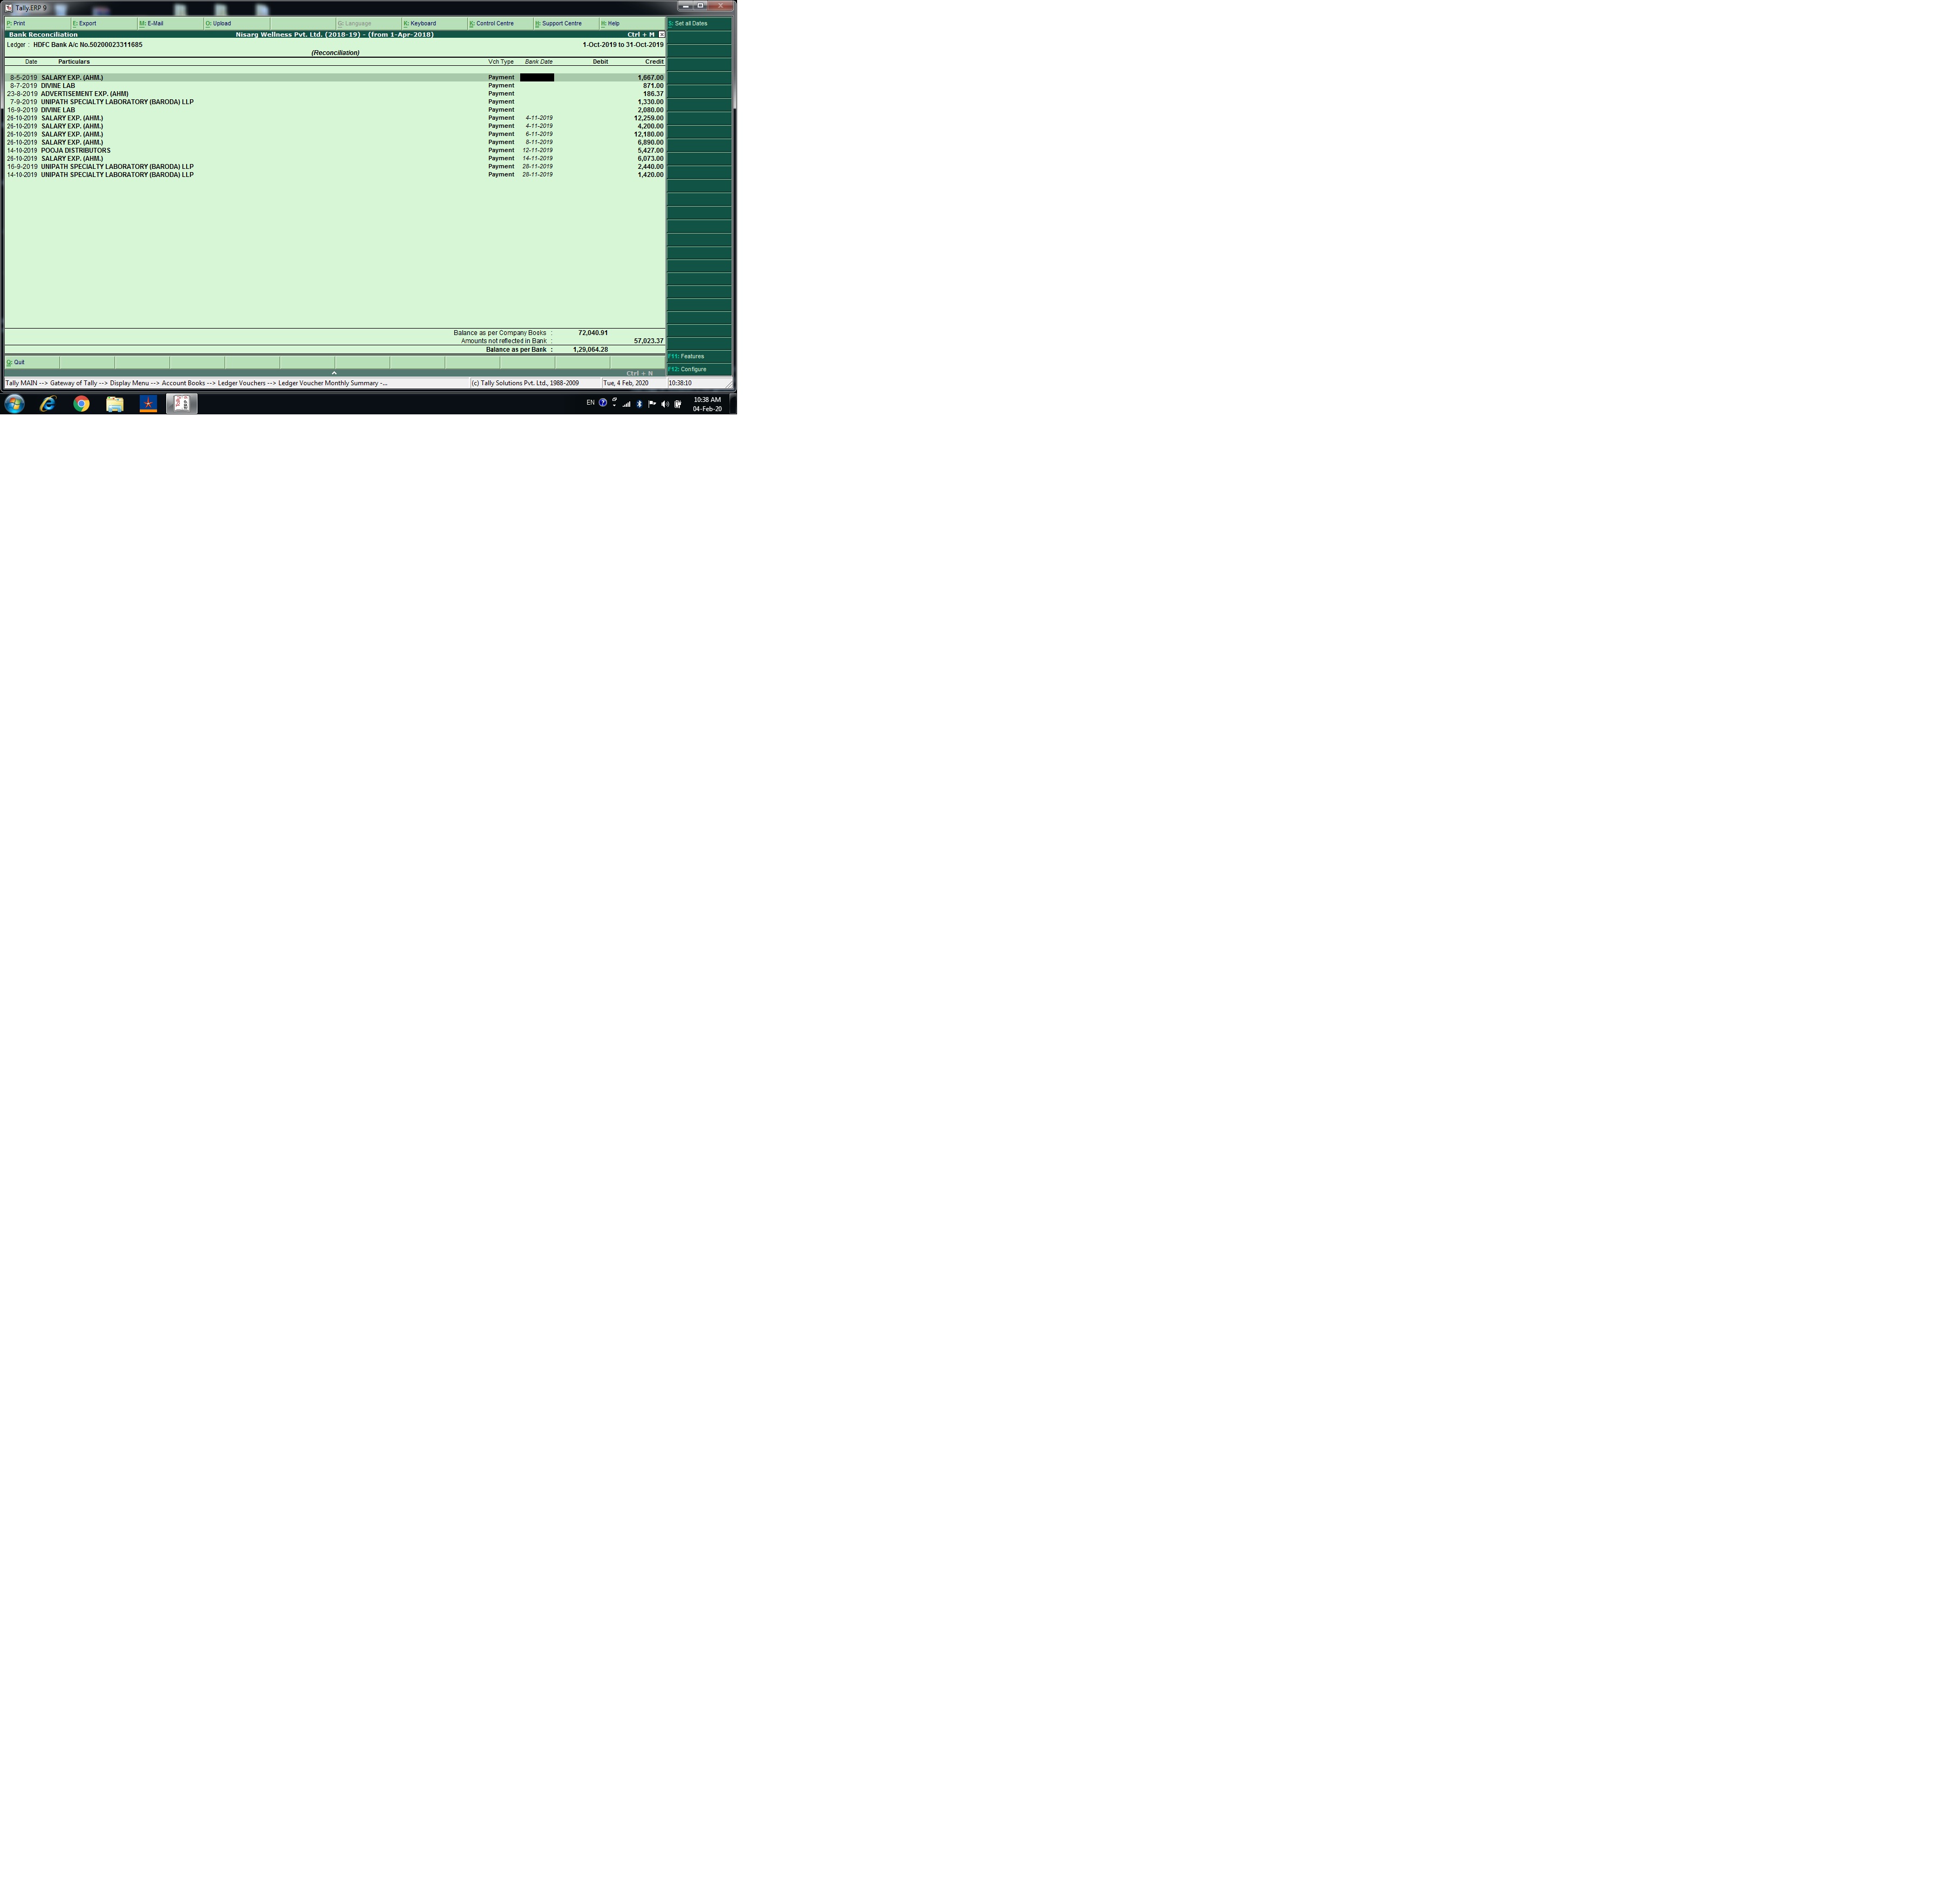 Tally.ERP 9
P: Print E: Export M: E-Mail O: Upload G: Language K: Keyboard K: Control Centre H: Support Centre H: Help
Bank Reconciliation Nisarg Wellness Pvt. Ltd. (2018-19) - (from 1-Apr-2018) Ctrl + M
Ledger : HDFC Bank A/c No.50200023311685 1-Oct-2019 to 31-Oct-2019
(Reconciliation)
Date Particulars Vch Type Bank Date Debit Credit
8-5-2019 SALARY EXP. (AHM.) Payment 1,667.00
8-7-2019 DIVINE LAB Payment 871.00
23-8-2019 ADVERTISEMENT EXP. (AHM) Payment 186.37
7-9-2019 UNIPATH SPECIALTY LABORATORY (BARODA) LLP Payment 1,330.00
16-9-2019 DIVINE LAB Payment 2,080.00
26-10-2019 SALARY EXP. (AHM.) Payment 4-11-2019 12,259.00
26-10-2019 SALARY EXP. (AHM.) Payment 4-11-2019 4,200.00
26-10-2019 SALARY EXP. (AHM.) Payment 6-11-2019 12,180.00
26-10-2019 SALARY EXP. (AHM.) Payment 8-11-2019 6,890.00
14-10-2019 POOJA DISTRIBUTORS Payment 12-11-2019 5,427.00
26-10-2019 SALARY EXP. (AHM.) Payment 14-11-2019 6,073.00
16-9-2019 UNIPATH SPECIALTY LABORATORY (BARODA) LLP Payment 28-11-2019 2,440.00
14-10-2019 UNIPATH SPECIALTY LABORATORY (BARODA) LLP Payment 28-11-2019 1,420.00
Balance as per Company Books : 72,040.91
Amounts not reflected in Bank : 57,023.37
Balance as per Bank : 1,29,064.28
Q: Quit
Ctrl + N
5: Set all Dates
F11: Features
F12: Configure
Tally MAIN --> Gateway of Tally --> Display Menu --> Account Books --> Ledger Vouchers --> Ledger Voucher Monthly Summary -... (c) Tally Solutions Pvt. Ltd., 1988-2009 Tue, 4 Feb, 2020 10:38:10
EN 10:38 AM
04-Feb-20